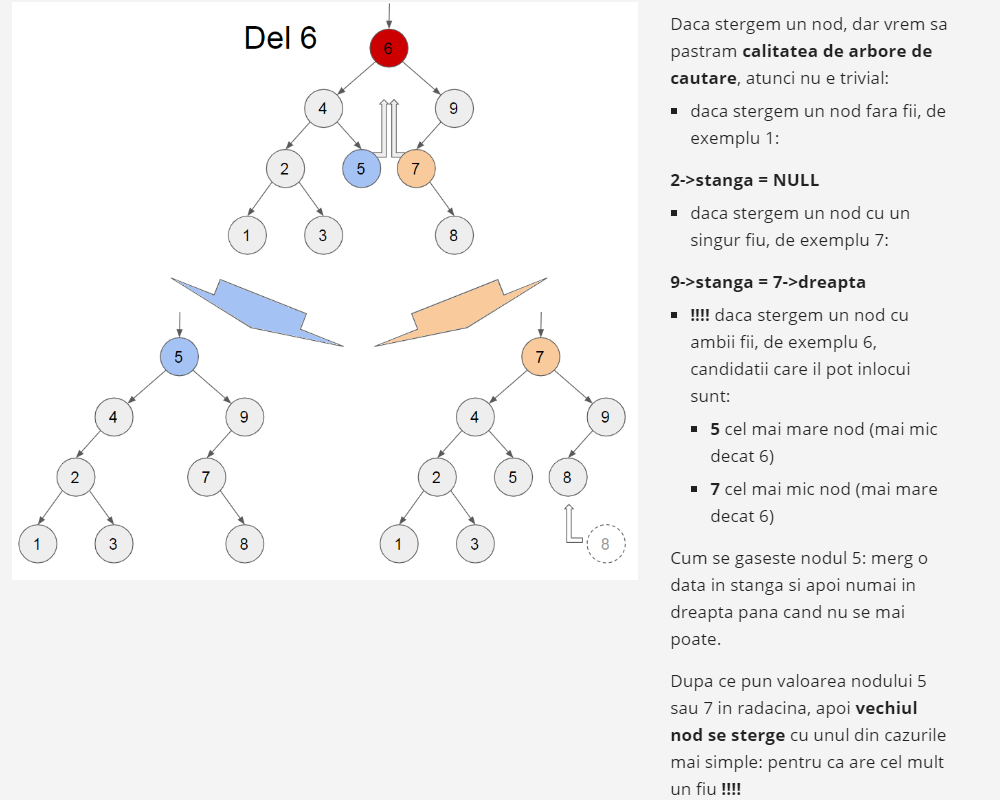 Del 6
6
4 9
2 5 7
1 3 8
5
4 9
2 7
1 3 8
7
4 9
2 5 8
1 3 8
Daca stergem un nod, dar vrem sa
pastram calitatea de arbore de
cautare, atunci nu e trivial:
▪ daca stergem un nod fara fii, de
exemplu 1:
2->stanga = NULL
▪ daca stergem un nod cu un
singur fiu, de exemplu 7:
9->stanga = 7->dreapta
▪ !!!! daca stergem un nod cu
ambii fii, de exemplu 6,
candidatii care il pot inlocui
sunt:
▪ 5 cel mai mare nod (mai mic
decat 6)
▪ 7 cel mai mic nod (mai mare
decat 6)
Cum se gaseste nodul 5: merg o
data in stanga si apoi numai in
dreapta pana cand nu se mai
poate.
Dupa ce pun valoarea nodului 5
sau 7 in radacina, apoi vechiul
nod se sterge cu unul din cazurile
mai simple: pentru ca are cel mult
un fiu !!!!